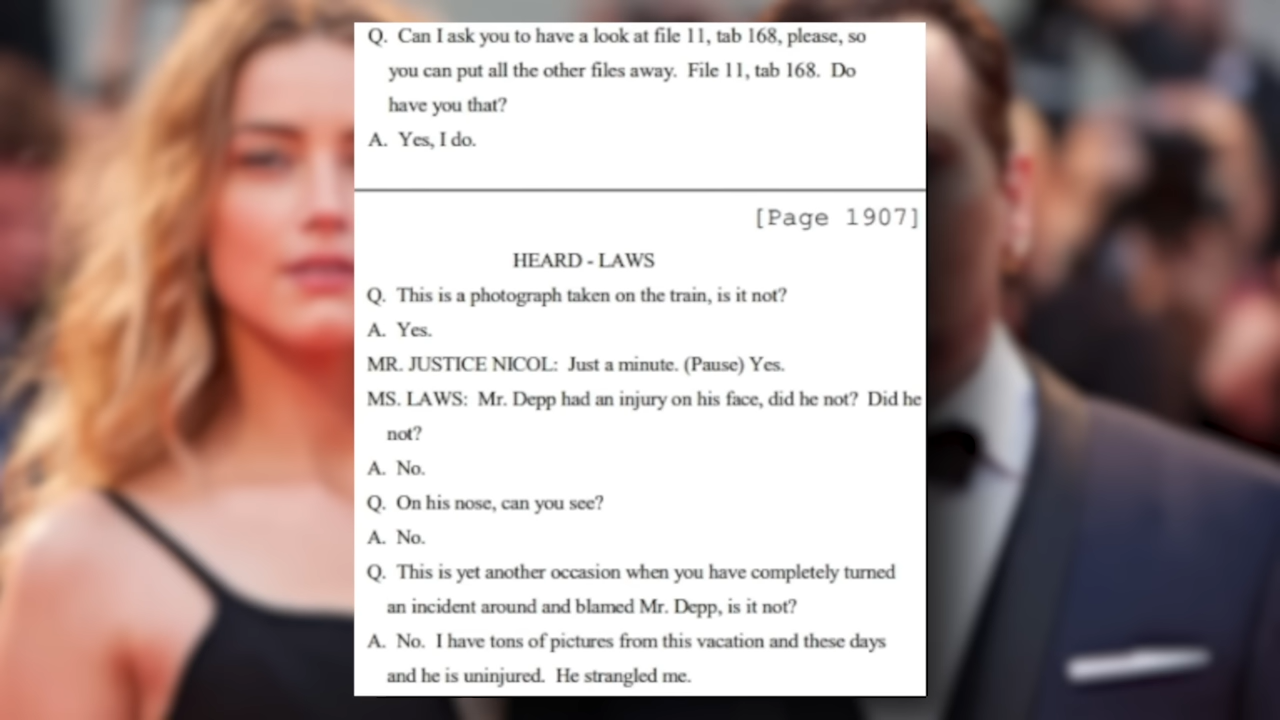 Q. Can I ask you to have a look at file 11, tab 168, please, so
you can put all the other files away. File 11, tab 168. Do
have you that?
A. Yes, I do.
[Page 1907]
HEARD - LAWS
Q. This is a photograph taken on the train, is it not?
A. Yes.
MR. JUSTICE NICOL: Just a minute. (Pause) Yes.
MS. LAWS: Mr. Depp had an injury on his face, did he not? Did he
not?
A. No.
Q. On his nose, can you see?
A. No.
Q. This is yet another occasion when you have completely turned
an incident around and blamed Mr. Depp, is it not?
A. No. I have tons of pictures from this vacation and these days
and he is uninjured. He strangled me.